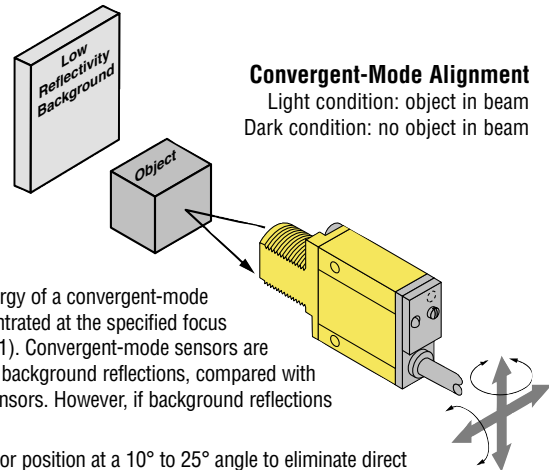 Low
Reflectivity
Background
Convergent-Mode Alignment
Light condition: object in beam
Dark condition: no object in beam
Object
rgy of a convergent-mode
ntrated at the specified focus
1). Convergent-mode sensors are
background reflections, compared with
nsors. However, if background reflections
or position at a 10° to 25° angle to eliminate direct